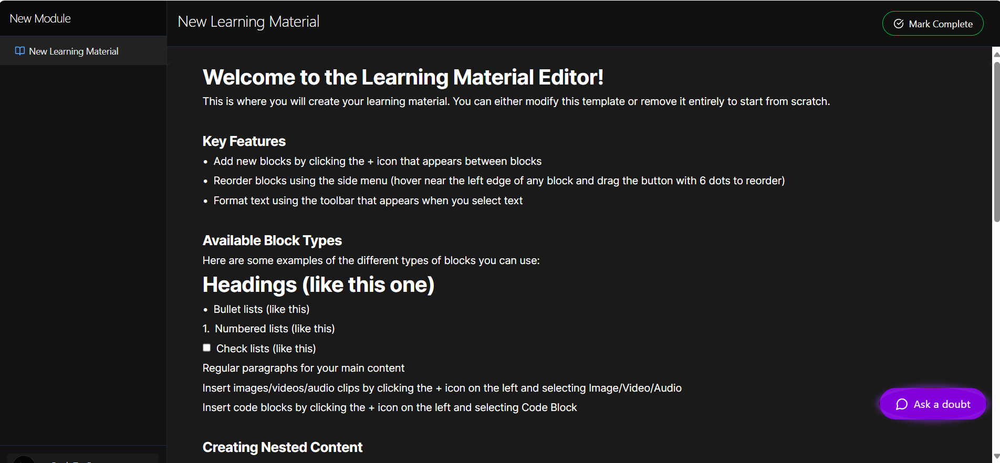 New Module
New Learning Material
New Learning Material
Mark Complete
Welcome to the Learning Material Editor!
This is where you will create your learning material. You can either modify this template or remove it entirely to start from scratch.
Key Features
• Add new blocks by clicking the + icon that appears between blocks
• Reorder blocks using the side menu (hover near the left edge of any block and drag the button with 6 dots to reorder)
• Format text using the toolbar that appears when you select text
Available Block Types
Here are some examples of the different types of blocks you can use:
Headings (like this one)
• Bullet lists (like this)
1. Numbered lists (like this)
Check lists (like this)
Regular paragraphs for your main content
Insert images/videos/audio clips by clicking the + icon on the left and selecting Image/Video/Audio
Insert code blocks by clicking the + icon on the left and selecting Code Block
Creating Nested Content
Ask a doubt